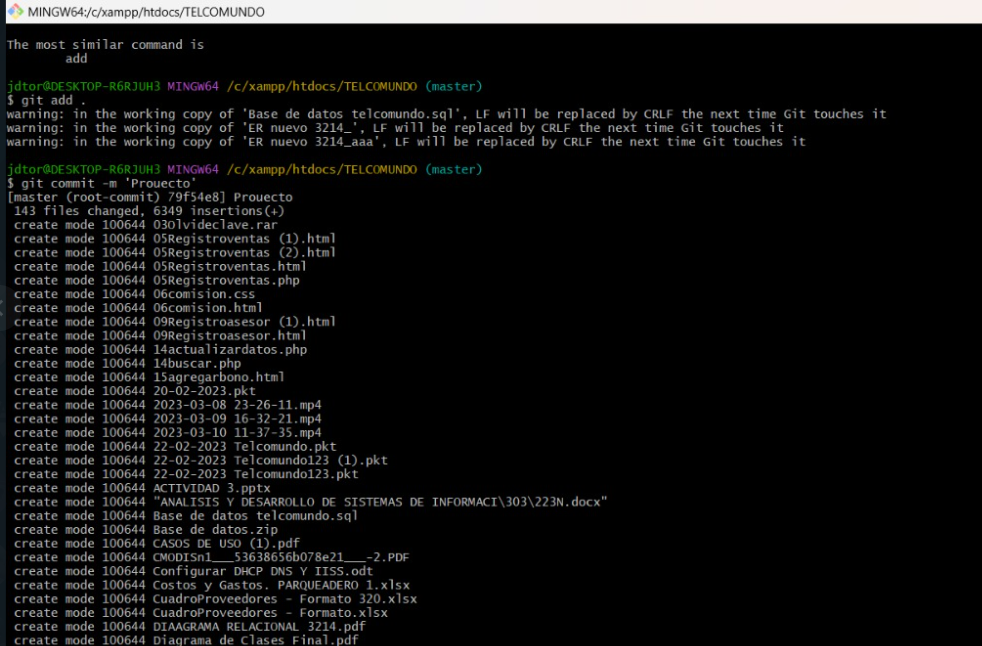 MINGW64:/c/xampp/htdocs/TELCOMUNDO
The most similar command is
add
jdtor@DESKTOP-R6RJUH3 MINGW64 /c/xampp/htdocs/TELCOMUNDO (master)
$ git add .
warning: in the working copy of 'Base de datos telcomundo.sql', LF will be replaced by CRLF the next time Git touches it
warning: in the working copy of 'ER nuevo 3214_', LF will be replaced by CRLF the next time Git touches it
warning: in the working copy of 'ER nuevo 3214_aaa', LF will be replaced by CRLF the next time Git touches it
jdtor@DESKTOP-R6RJUH3 MINGW64 /c/xampp/htdocs/TELCOMUNDO (master)
$ git commit -m 'Prouecto'
[master (root-commit) 79f54e8] Prouecto
143 files changed, 6349 insertions(+)
create mode 100644 03Olvideclave.rar
create mode 100644 05Registroventas (1).html
create mode 100644 05Registroventas (2).html
create mode 100644 05Registroventas.html
create mode 100644 05Registroventas.php
create mode 100644 06comision.css
create mode 100644 06comision.html
create mode 100644 09Registroasesor (1).html
create mode 100644 09Registroasesor.html
create mode 100644 14actualizardatos.php
create mode 100644 14buscar.php
create mode 100644 15agregarbono.html
create mode 100644 20-02-2023.pkt
create mode 100644 2023-03-08 23-26-11.mp4
create mode 100644 2023-03-09 16-32-21.mp4
create mode 100644 2023-03-10 11-37-35.mp4
create mode 100644 22-02-2023 Telcomundo.pkt
create mode 100644 22-02-2023 Telcomundo123 (1).pkt
create mode 100644 22-02-2023 Telcomundo123.pkt
create mode 100644 ACTIVIDAD 3.pptx
create mode 100644 "ANALISIS Y DESARROLLO DE SISTEMAS DE INFORMACI\303\223N.docx"
create mode 100644 Base de datos telcomundo.sql
create mode 100644 Base de datos.zip
create mode 100644 CASOS DE USO (1).pdf
create mode 100644 CMODISn1___53638656b078e21___-2.PDF
create mode 100644 Configurar DHCP DNS Y IISS.odt
create mode 100644 Costos y Gastos. PARQUEADERO 1.xlsx
create mode 100644 CuadroProveedores - Formato 320.xlsx
create mode 100644 CuadroProveedores - Formato.xlsx
create mode 100644 DIAAGRAMA RELACIONAL 3214.pdf
create mode 100644 Diagrama de Clases Final.pdf